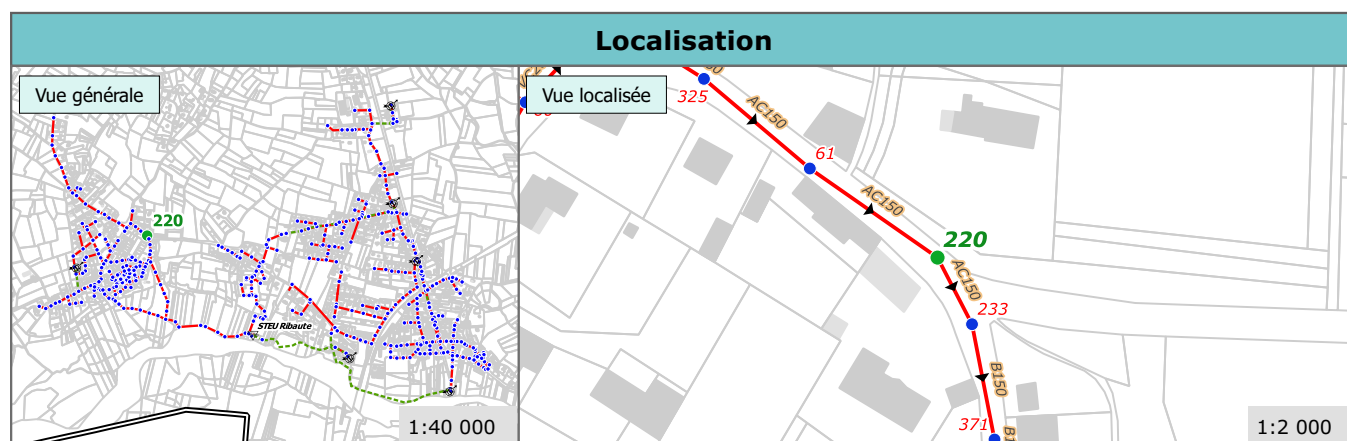 Localisation
Vue générale
220
STEU Ribaute
1:40 000
Vue localisée
325
AC150
61
AC150
220
AC150
233
B150
371
1:2 000